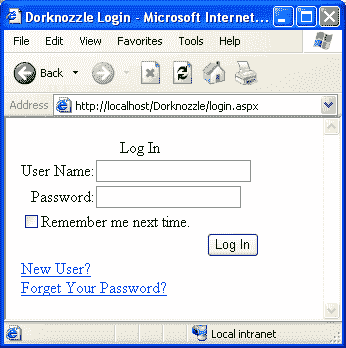 Dorknozzle Login - Microsoft Internet...
File Edit View Favorites Tools Help
Back
Address http://localhost/Dorknozzle/login.aspx
Log In
User Name:
Password:
Remember me next time.
Log In
New User?
Forget Your Password?
Local intranet